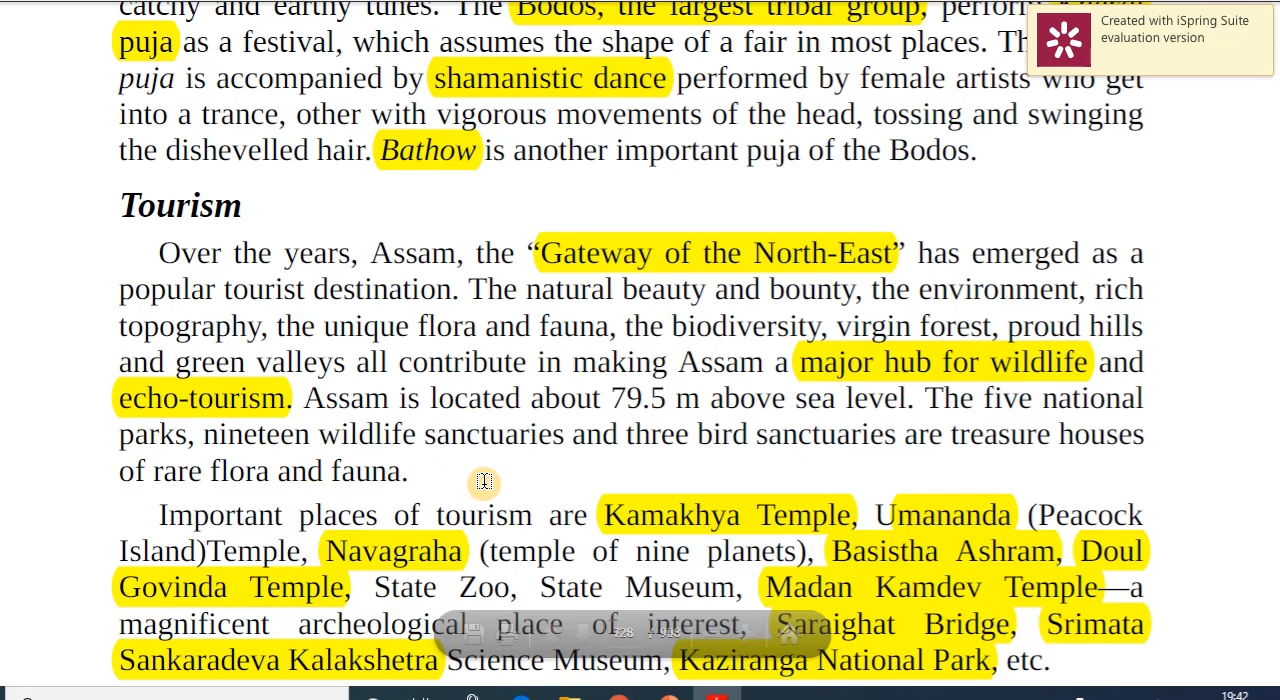 catchy and earthy tunes. The Bodos, the largest tribal group, perform
Created with iSpring Suite
evaluation version
puja as a festival, which assumes the shape of a fair in most places.
puja is accompanied by shamanistic dance performed by female artists who get
into a trance, other with vigorous movements of the head, tossing and swinging
the dishevelled hair. Bathow is another important puja of the Bodos.
Tourism
Over the years, Assam, the “Gateway of the North-East” has emerged as a
popular tourist destination. The natural beauty and bounty, the environment, rich
topography, the unique flora and fauna, the biodiversity, virgin forest, proud hills
and green valleys all contribute in making Assam a major hub for wildlife and
echo-tourism. Assam is located about 79.5 m above sea level. The five national
parks, nineteen wildlife sanctuaries and three bird sanctuaries are treasure houses
of rare flora and fauna.
Important places of tourism are Kamakhya Temple, Umananda (Peacock
Island)Temple, Navagraha (temple of nine planets), Basistha Ashram, Doul
Govinda Temple, State Zoo, State Museum, Madan Kamdev Temple—a
magnificent archeological place of interest, Saraighat Bridge, Srimata
Sankaradeva Kalakshetra Science Museum, Kaziranga National Park, etc.
19:42